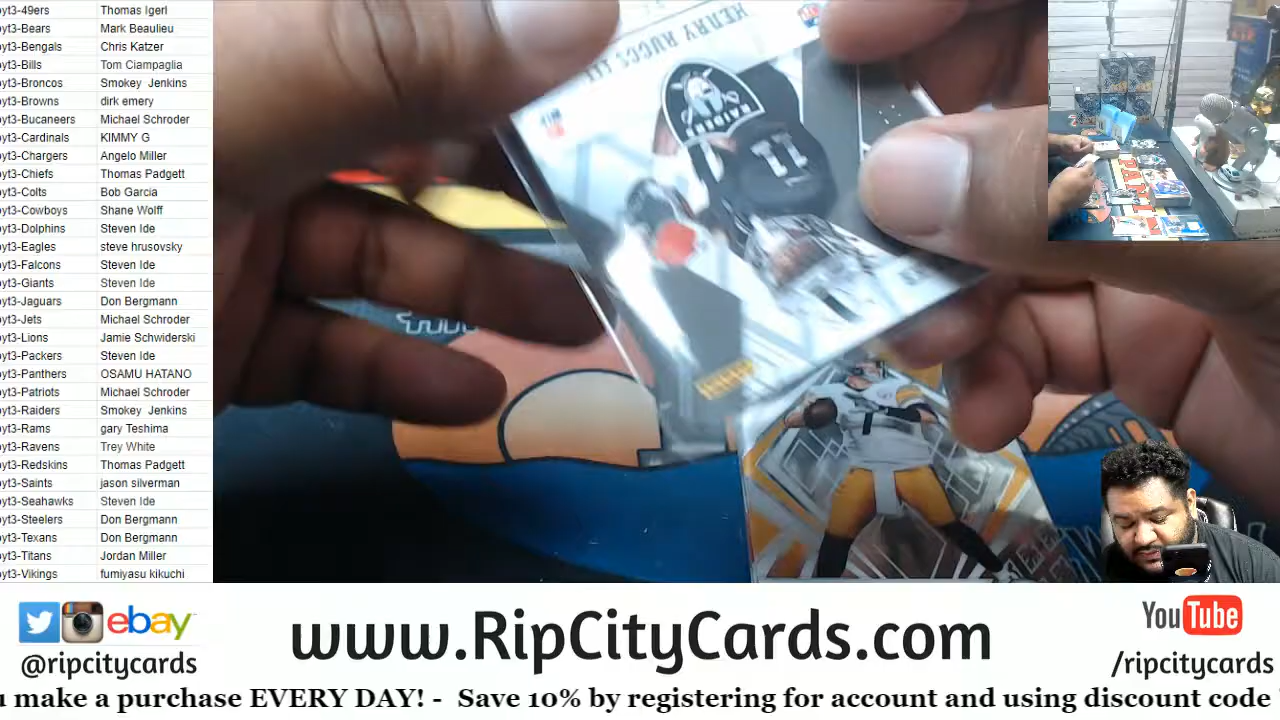 yt3-49ers Thomas Igerl
yt3-Bears Mark Beaulieu
yt3-Bengals Chris Katzer
yt3-Bills Tom Ciampaglia
yt3-Broncos Smokey Jenkins
yt3-Browns dirk emery
yt3-Bucaneers Michael Schroder
yt3-Cardinals KIMMY G
yt3-Chargers Angelo Miller
yt3-Chiefs Thomas Padgett
yt3-Colts Bob Garcia
yt3-Cowboys Shane Wolff
yt3-Dolphins Steven Ide
yt3-Eagles steve hrusovsky
yt3-Falcons Steven Ide
yt3-Giants Steven Ide
yt3-Jaguars Don Bergmann
yt3-Jets Michael Schroder
yt3-Lions Jamie Schwiderski
yt3-Packers Steven Ide
yt3-Panthers OSAMU HATANO
yt3-Patriots Michael Schroder
yt3-Raiders Smokey Jenkins
yt3-Rams gary Teshima
yt3-Ravens Trey White
yt3-Redskins Thomas Padgett
yt3-Saints jason silverman
yt3-Seahawks Steven Ide
yt3-Steelers Don Bergmann
yt3-Texans Don Bergmann
yt3-Titans Jordan Miller
yt3-Vikings fumiyasu kikuchi
HENRY RUGGS III
RAIDERS
11
PANINI
7
ebay
@ripcitycards
www.RipCityCards.com
YouTube
/ripcitycards
u make a purchase EVERY DAY! - Save 10% by registering for account and using discount code